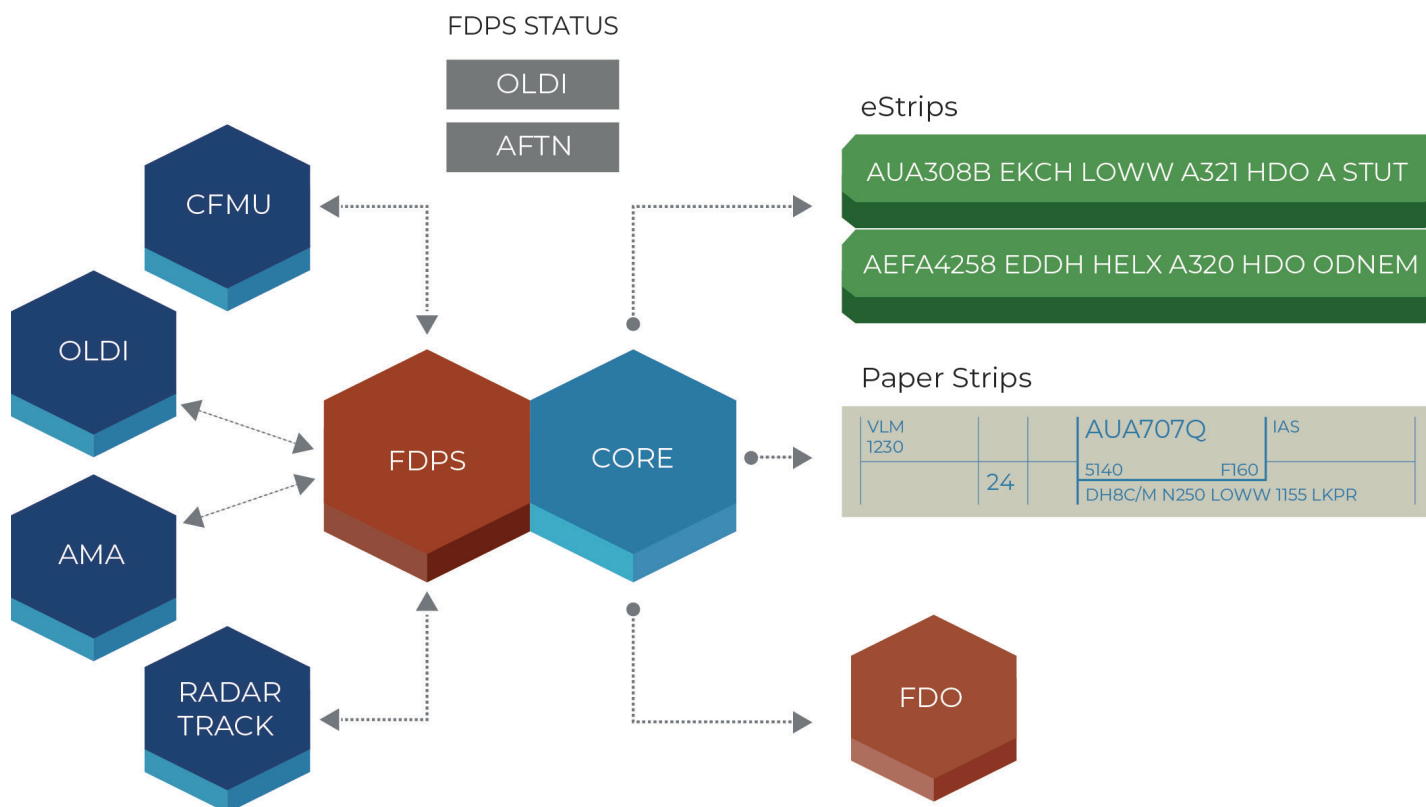 FDPS STATUS
OLDI
AFTN
CFMU
OLDI
AMA
RADAR
TRACK
FDPS
CORE
eStrips
AUA308B EKCH LOWW A321 HDO A STUT
AEFA4258 EDDH HELX A320 HDO ODNEM
Paper Strips
VLM
1230
24
AUA707Q
IAS
5140 F160
DH8C/M N250 LOWW 1155 LKPR
FDO